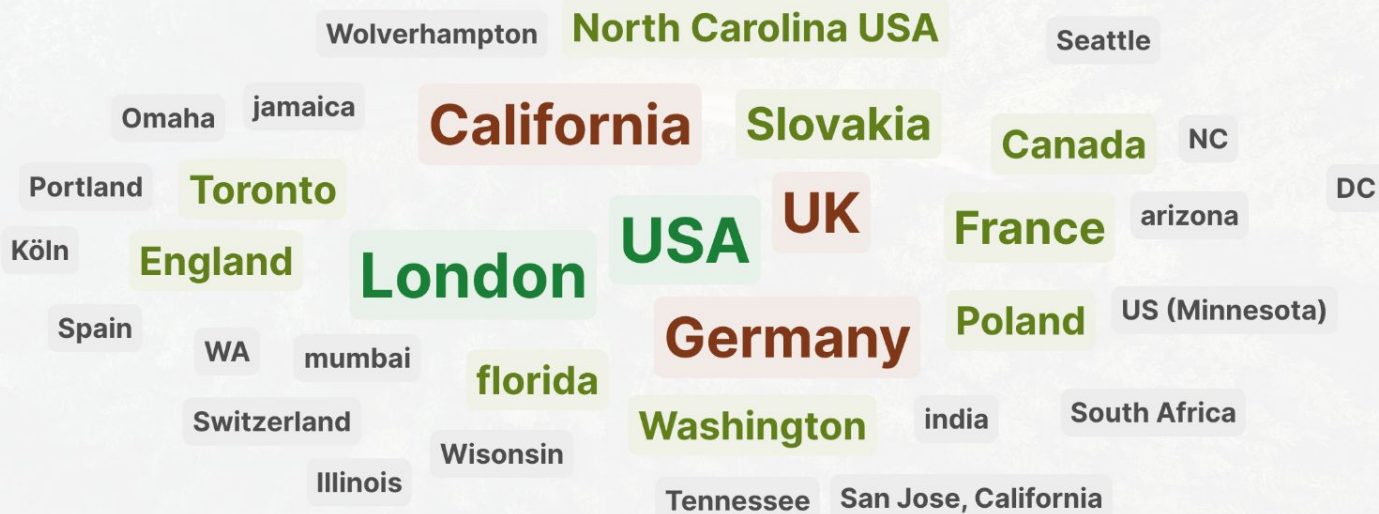 Wolverhampton
North Carolina USA
Seattle
Omaha
jamaica
California
Slovakia
Canada
NC
Portland
Toronto
UK
DC
Köln
England
London
USA
France
arizona
Spain
WA
mumbai
florida
Germany
Poland
US (Minnesota)
Switzerland
Wisonsin
Washington
india
South Africa
Illinois
Tennessee
San Jose, California